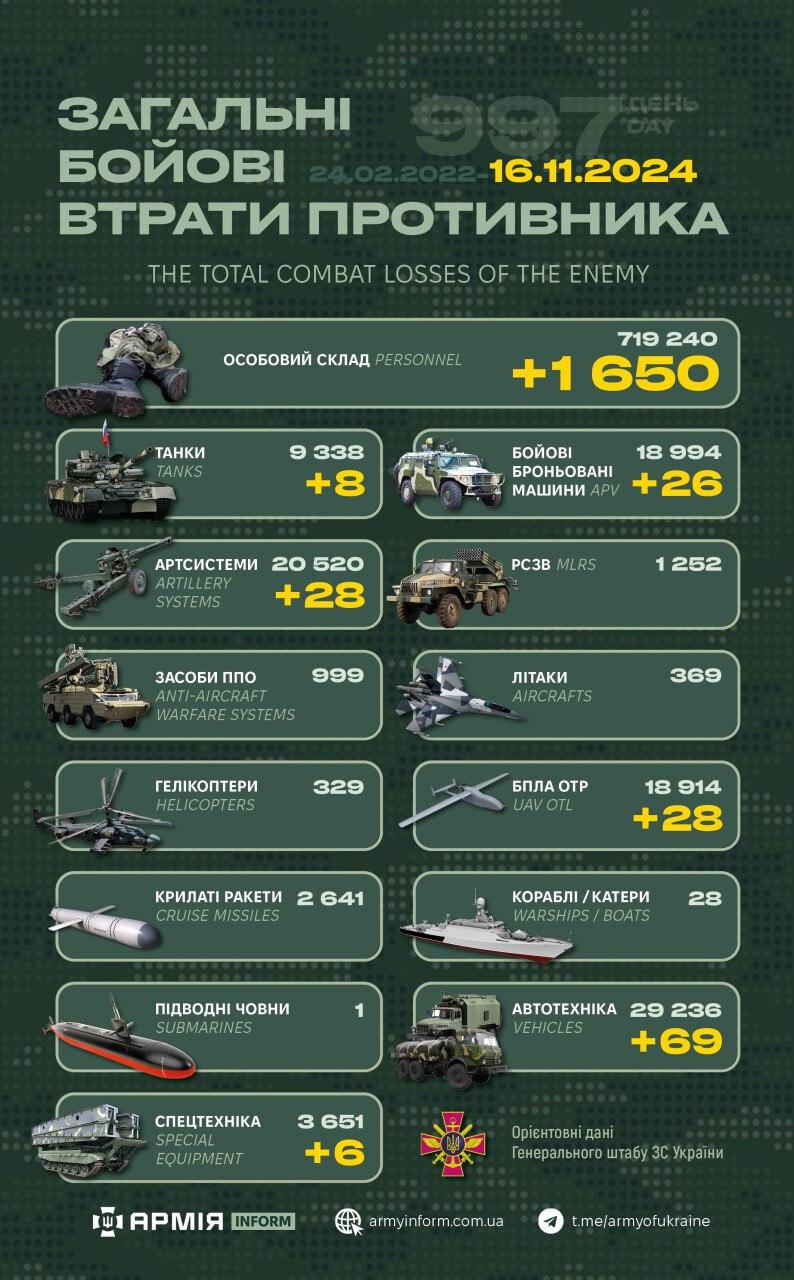 ЗАГАЛЬНІ
997 ДЕНЬ
DAY
БОЙОВІ
24.02.2022-16.11.2024
ВТРАТИ ПРОТИВНИКА
THE TOTAL COMBAT LOSSES OF THE ENEMY
719 240
ОСОБОВИЙ СКЛАД PERSONNEL
+1 650
ТАНКИ 9 338
TANKS
+8
БОЙОВІ 18 994
БРОНЬОВАНІ
МАШИНИ APV +26
АРТСИСТЕМИ 20 520
ARTILLERY
SYSTEMS +28
РСЗВ MLRS 1 252
ЗАСОБИ ППО 999
ANTI-AIRCRAFT
WARFARE SYSTEMS
ЛІТАКИ 369
AIRCRAFTS
ГЕЛІКОПТЕРИ 329
HELICOPTERS
БПЛА ОТР 18 914
UAV OTL
+28
КРИЛАТІ РАКЕТИ 2 641
CRUISE MISSILES
КОРАБЛІ / КАТЕРИ 28
WARSHIPS / BOATS
ПІДВОДНІ ЧОВНИ 1
SUBMARINES
АВТОТЕХНІКА 29 236
VEHICLES
+69
СПЕЦТЕХНІКА 3 651
SPECIAL
EQUIPMENT +6
Орієнтовні дані
Генерального штабу ЗС України
АРМІЯ INFORM
armyinform.com.ua
t.me/armyofukraine